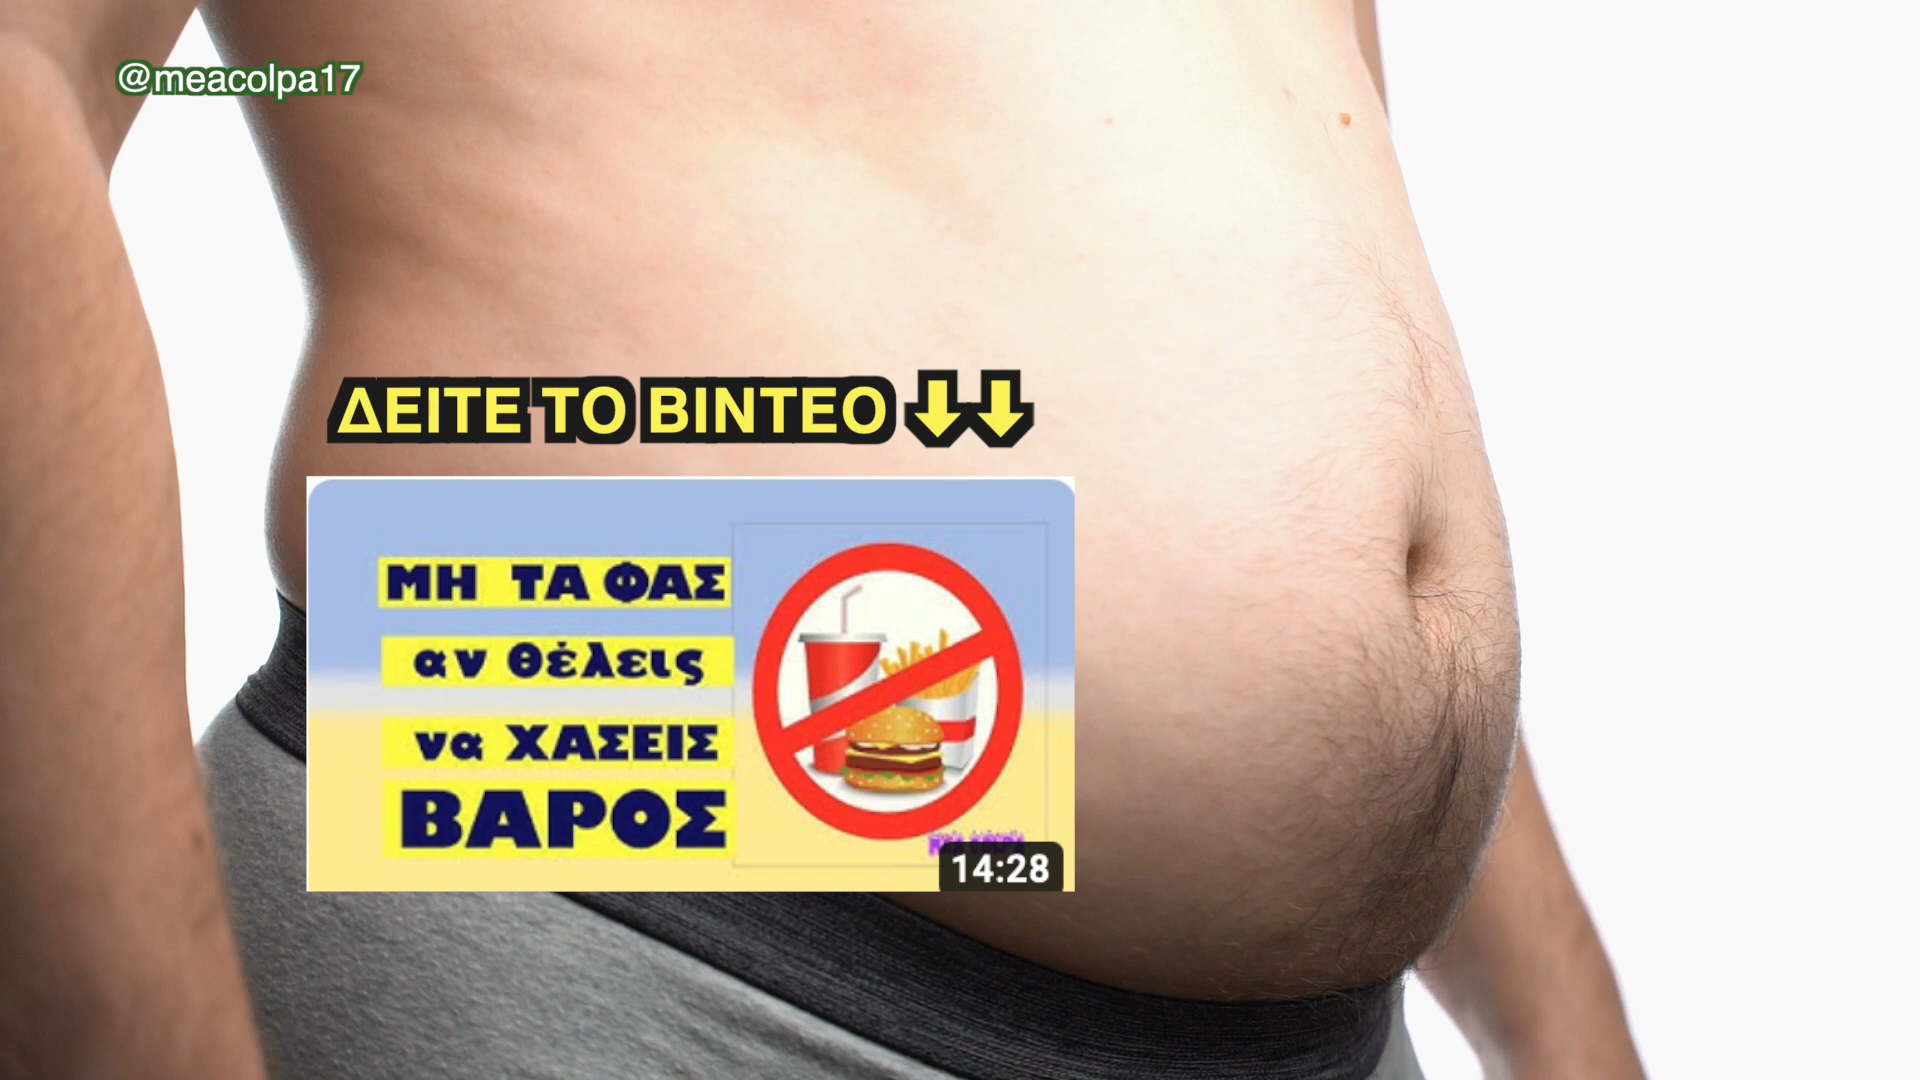 @meacolpa17
ΔΕΙΤΕ ΤΟ ΒΙΝΤΕΟ
ΜΗ ΤΑ ΦΑΣ
αν θέλεις
να ΧΑΣΕΙΣ
ΒΑΡΟΣ
14:28